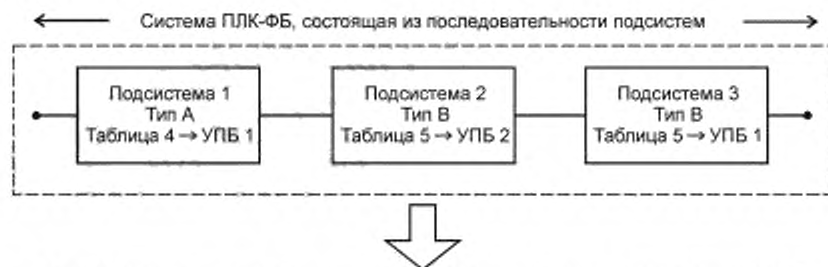 Система ПЛК-ФБ, состоящая из последовательности подсистем
Подсистема 1
Тип А
Таблица 4 → УПБ 1
Подсистема 2
Тип В
Таблица 5 → УПБ 2
Подсистема 3
Тип В
Таблица 5 → УПБ 1